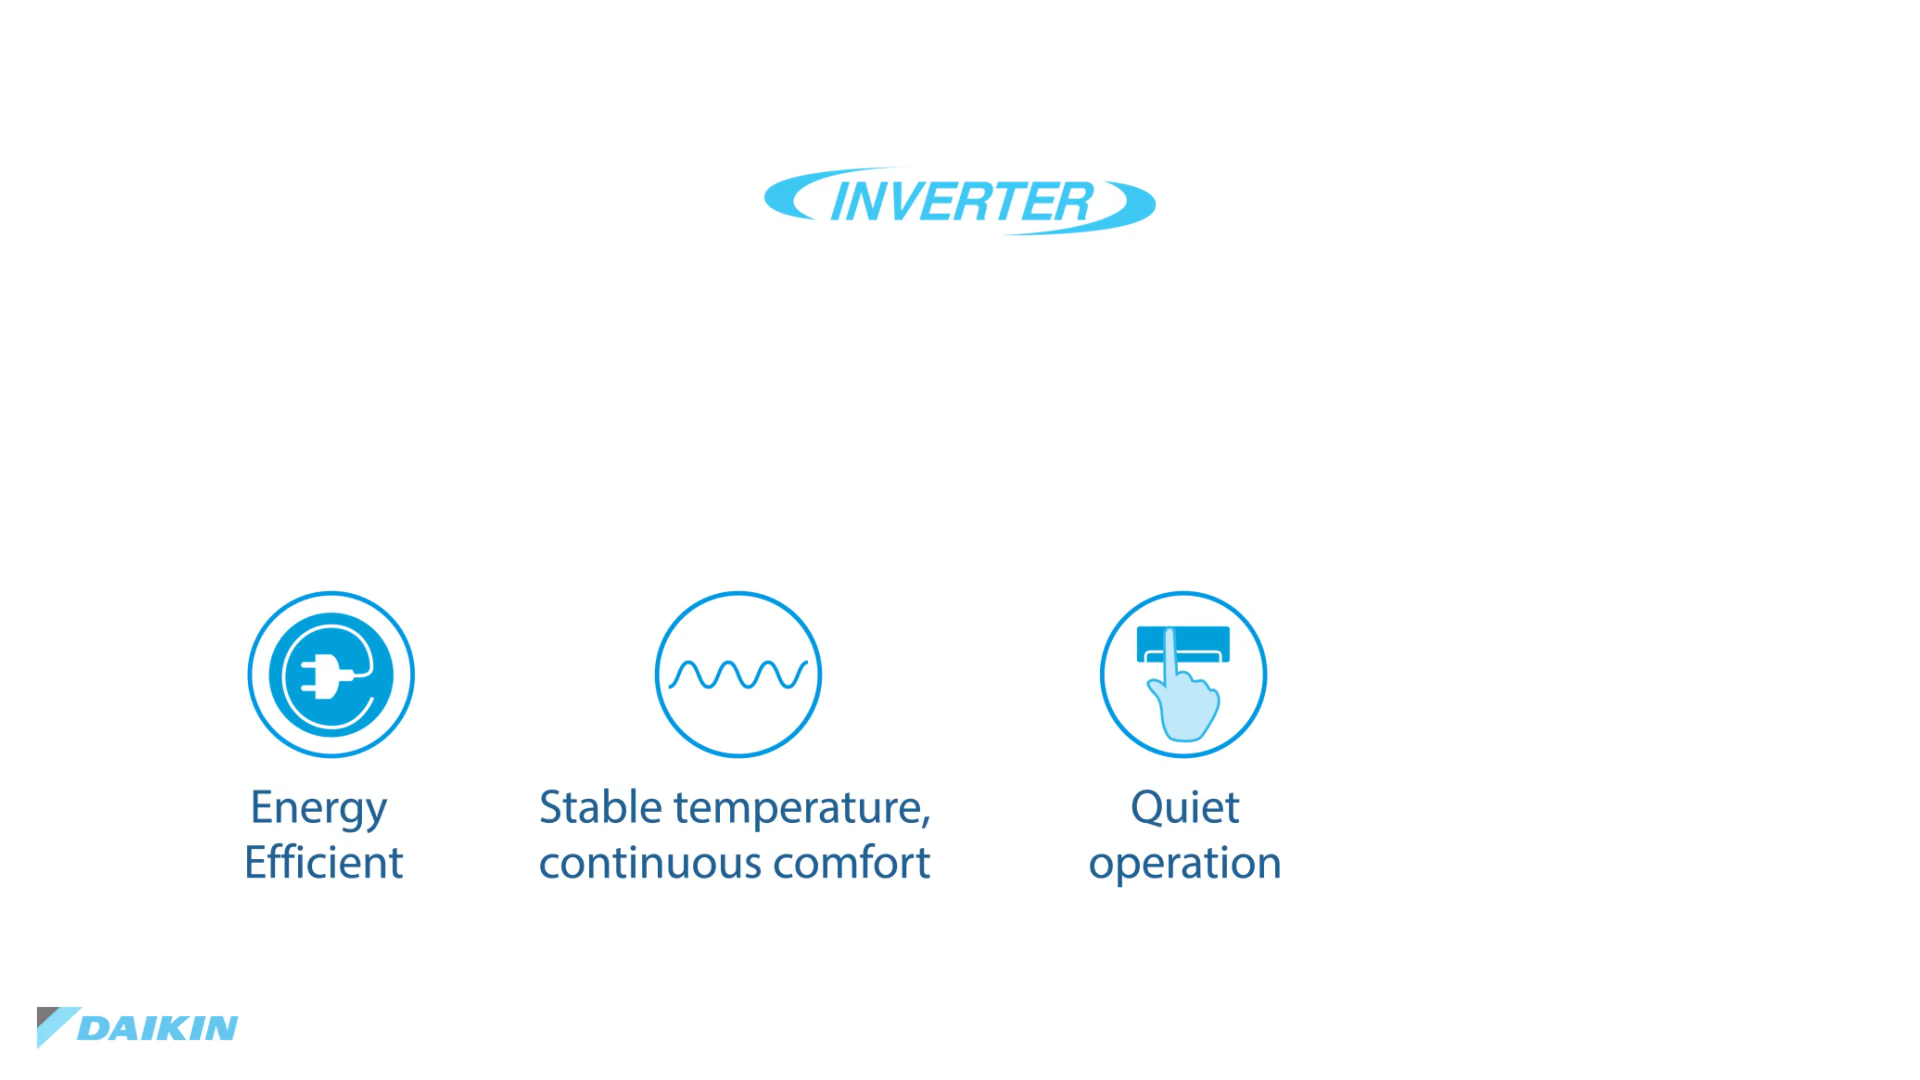 INVERTER
Energy
Efficient
Stable temperature,
continuous comfort
Quiet
operation
DAIKIN